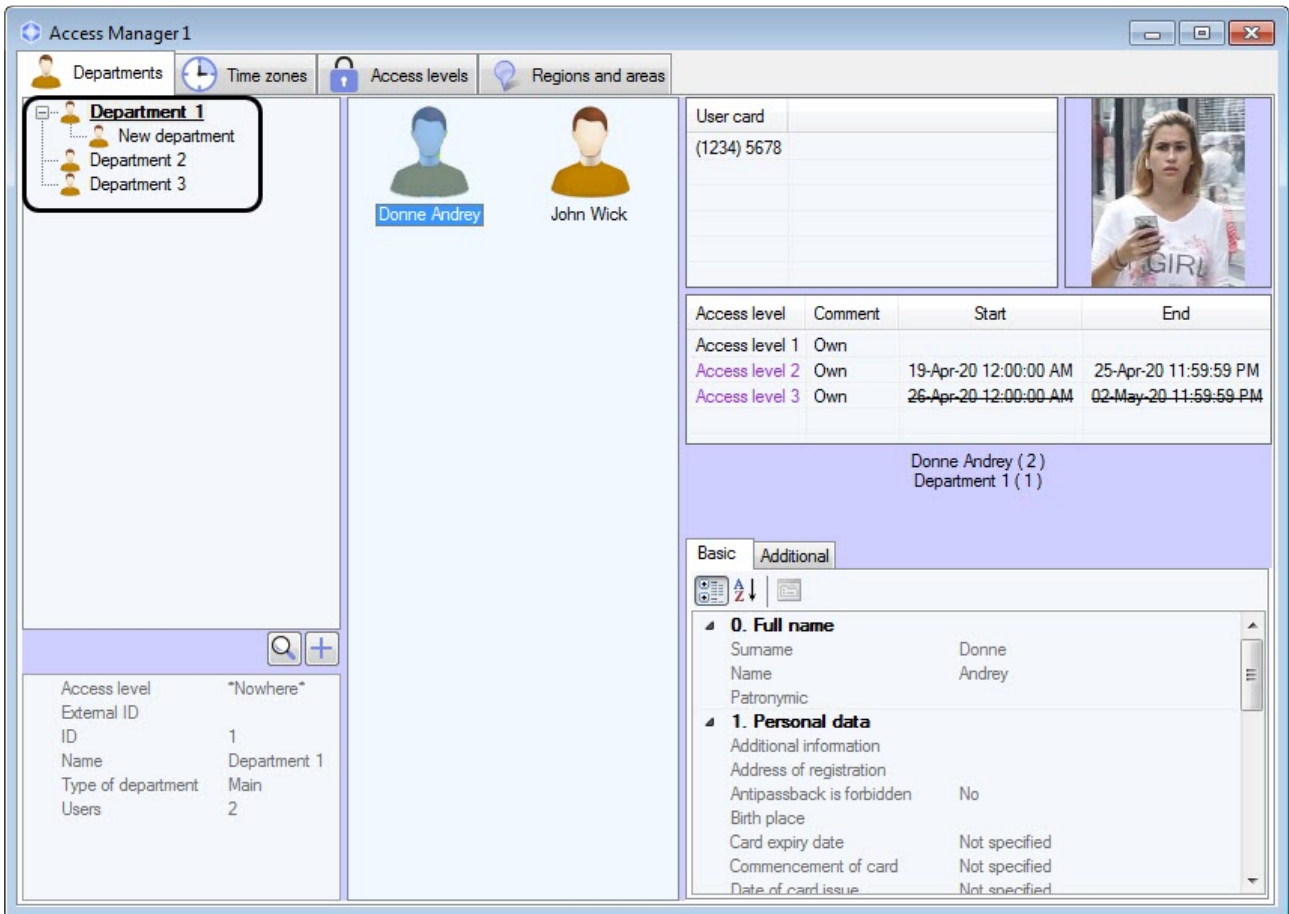 Access Manager 1
Departments Time zones Access levels Regions and areas
Department 1
New department
Department 2
Department 3
Donne Andrey John Wick
User card
(1234) 5678
GIRL
Access level Comment Start End
Access level 1 Own
Access level 2 Own 19-Apr-20 12:00:00 AM 25-Apr-20 11:59:59 PM
Access level 3 Own 26-Apr-20 12:00:00 AM 02-May-20 11:59:59 PM
Donne Andrey ( 2 )
Department 1 ( 1 )
Basic Additional
A
Z
0. Full name
Surname Donne
Name Andrey
Patronymic
1. Personal data
Additional information
Address of registration
Antipassback is forbidden No
Birth place
Card expiry date Not specified
Commencement of card Not specified
Date of card issue Not specified
Access level *Nowhere*
External ID
ID 1
Name Department 1
Type of department Main
Users 2